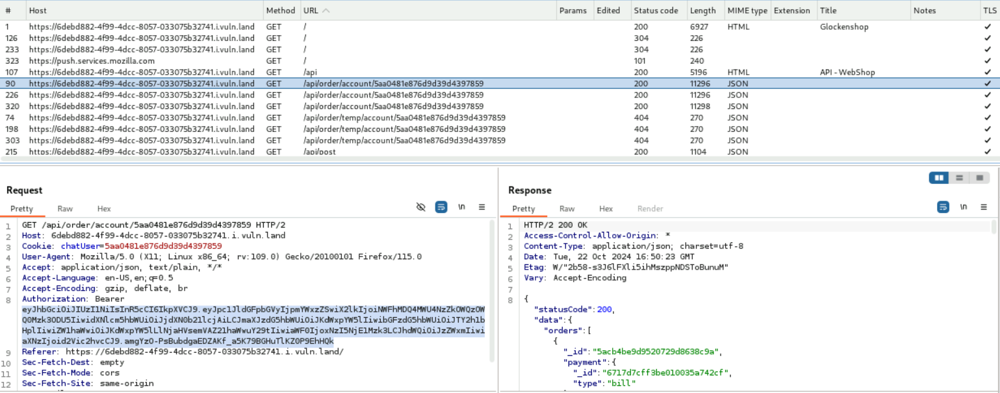 # Host Method URL Params Edited Status code Length MIME type Extension Title Notes TLS
1 https://6debd882-4f99-4dcc-8057-033075b32741.i.vuln.land GET / 200 6927 HTML Glockenshop
126 https://6debd882-4f99-4dcc-8057-033075b32741.i.vuln.land GET / 304 226
233 https://6debd882-4f99-4dcc-8057-033075b32741.i.vuln.land GET / 304 226
323 https://push.services.mozilla.com GET / 101 240
107 https://6debd882-4f99-4dcc-8057-033075b32741.i.vuln.land GET /api 200 5196 HTML API - WebShop
90 https://6debd882-4f99-4dcc-8057-033075b32741.i.vuln.land GET /api/order/account/5aa0481e876d9d39d4397859 200 11296 JSON
226 https://6debd882-4f99-4dcc-8057-033075b32741.i.vuln.land GET /api/order/account/5aa0481e876d9d39d4397859 200 11296 JSON
320 https://6debd882-4f99-4dcc-8057-033075b32741.i.vuln.land GET /api/order/account/5aa0481e876d9d39d4397859 200 11298 JSON
74 https://6debd882-4f99-4dcc-8057-033075b32741.i.vuln.land GET /api/order/temp/account/5aa0481e876d9d39d4397859 404 270 JSON
198 https://6debd882-4f99-4dcc-8057-033075b32741.i.vuln.land GET /api/order/temp/account/5aa0481e876d9d39d4397859 404 270 JSON
303 https://6debd882-4f99-4dcc-8057-033075b32741.i.vuln.land GET /api/order/temp/account/5aa0481e876d9d39d4397859 404 270 JSON
215 https://6debd882-4f99-4dcc-8057-033075b32741.i.vuln.land GET /api/post 200 1104 JSON
Request
Pretty Raw Hex \n
1 GET /api/order/account/5aa0481e876d9d39d4397859 HTTP/2
2 Host: 6debd882-4f99-4dcc-8057-033075b32741.i.vuln.land
3 Cookie: chatUser=5aa0481e876d9d39d4397859
4 User-Agent: Mozilla/5.0 (X11; Linux x86_64; rv:109.0) Gecko/20100101 Firefox/115.0
5 Accept: application/json, text/plain, */*
6 Accept-Language: en-US,en;q=0.5
7 Accept-Encoding: gzip, deflate, br
8 Authorization: Bearer
eyJhbGciOiJIUzI1NiIsInR5cCI6IkpXVCJ9.eyJpc1JldGFpbGVyIjpmYWxzZSwiX2lkIjoiNWFhMDQ4MWU4NzZkOWQzOW
Q0Mzk3ODU5IiwidXNlcm5hbWUiOiJjdXN0b21lcjAiLCJmaXJzdG5hbWUiOiJKdWxpYW5lIiwibGFzdG5hbWUiOiJTY2h1b
HplIiwiZW1haWwiOiJKdWxpYW5lLlNjaHVsemVAZ21haWwuY29tIiwiaWF0IjoxNzI5NjE1Mzk3LCJhdWQiOiJzZWxmIiwi
aXNzIjoid2Vic2hvcCJ9.amgYzO-PsBubdgaEDZAKf_a5K79BGHuTlKZ0P9EhHQk
9 Referer: https://6debd882-4f99-4dcc-8057-033075b32741.i.vuln.land/
10 Sec-Fetch-Dest: empty
11 Sec-Fetch-Mode: cors
12 Sec-Fetch-Site: same-origin
Response
Pretty Raw Hex Render \n
1 HTTP/2 200 OK
2 Access-Control-Allow-Origin: *
3 Content-Type: application/json; charset=utf-8
4 Date: Tue, 22 Oct 2024 16:50:23 GMT
5 Etag: W/"2b58-s3J6lFXli5ihMszppNDSToBunuM"
6 Vary: Accept-Encoding
7
8 {
"statusCode":200,
"data":{
"orders":[
{
"_id":"5acb4be9d9520729d8638c9a",
"payment":{
"_id":"6717d7cff3be010035a742cf",
"type":"bill"